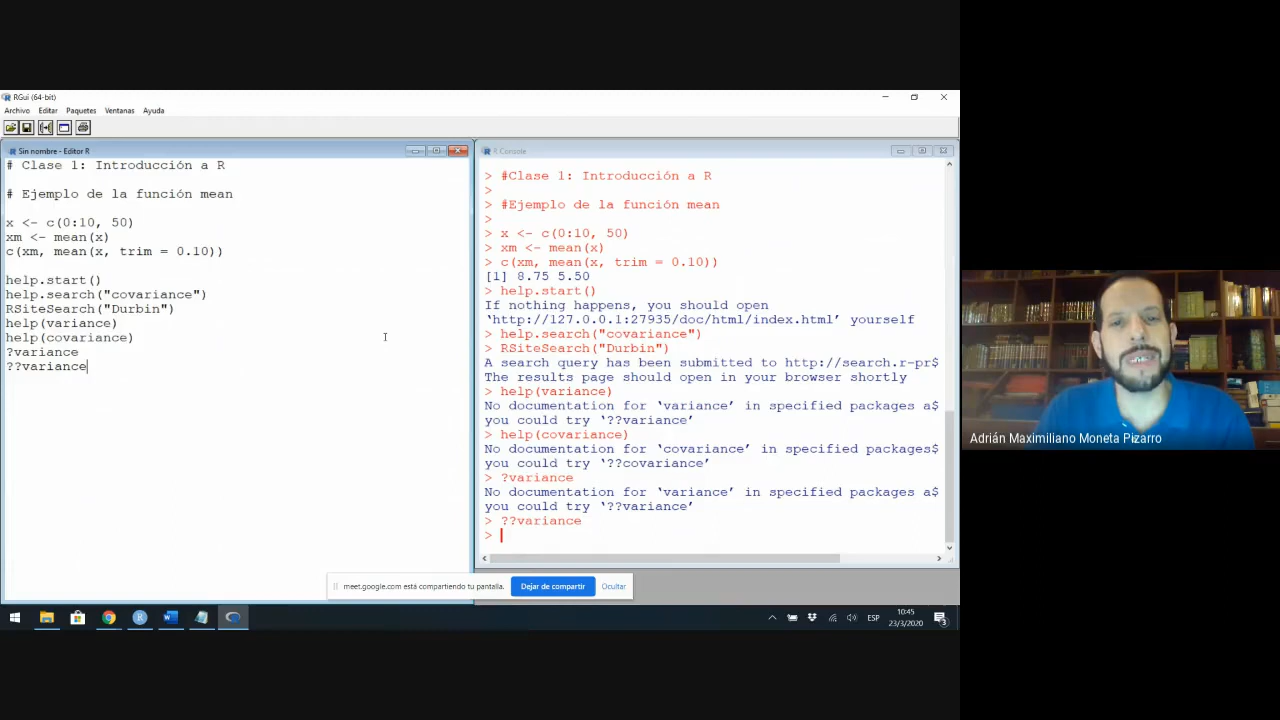 RGui (64-bit)
Archivo Editar Paquetes Ventanas Ayuda
Sin nombre - Editor R
# Clase 1: Introducción a R
# Ejemplo de la función mean
x <- c(0:10, 50)
xm <- mean(x)
c(xm, mean(x, trim = 0.10))
help.start()
help.search("covariance")
RSiteSearch("Durbin")
help(variance)
help(covariance)
?variance
??variance
R Console
> #Clase 1: Introducción a R
>
> #Ejemplo de la función mean
>
> x <- c(0:10, 50)
> xm <- mean(x)
> c(xm, mean(x, trim = 0.10))
[1] 8.75 5.50
> help.start()
If nothing happens, you should open
‘http://127.0.0.1:27935/doc/html/index.html’ yourself
> help.search("covariance")
> RSiteSearch("Durbin")
A search query has been submitted to http://search.r-pr$
The results page should open in your browser shortly
> help(variance)
No documentation for ‘variance’ in specified packages a$
you could try ‘??variance’
> help(covariance)
No documentation for ‘covariance’ in specified packages$
you could try ‘??covariance’
> ?variance
No documentation for ‘variance’ in specified packages a$
you could try ‘??variance’
> ??variance
>
Adrián Maximiliano Moneta Pizarro
meet.google.com está compartiendo tu pantalla.
Dejar de compartir
Ocultar
ESP
10:45
23/3/2020
3